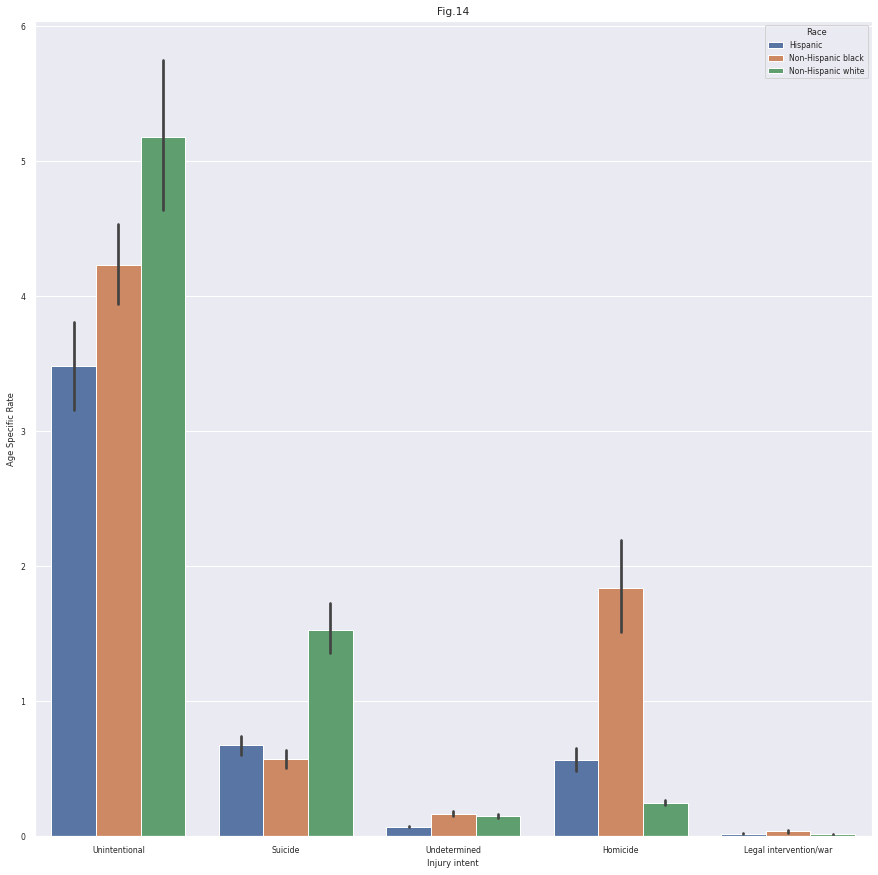 Fig.14
Race
Hispanic
Non-Hispanic black
Non-Hispanic white
6
5
4
3
2
1
0
Age Specific Rate
Unintentional
Suicide
Undetermined
Homicide
Legal intervention/war
Injury intent